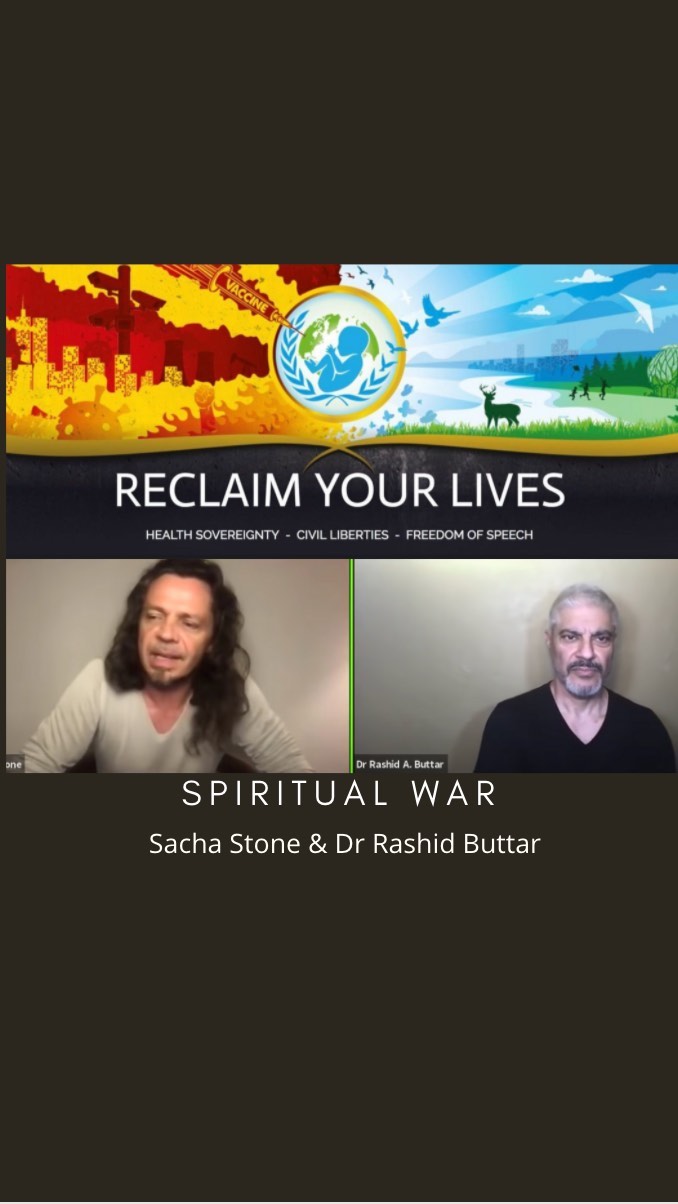 VACCINE
RECLAIM YOUR LIVES
HEALTH SOVEREIGNTY - CIVIL LIBERTIES - FREEDOM OF SPEECH
one
Dr Rashid A. Buttar
SPIRITUAL WAR
Sacha Stone & Dr Rashid Buttar